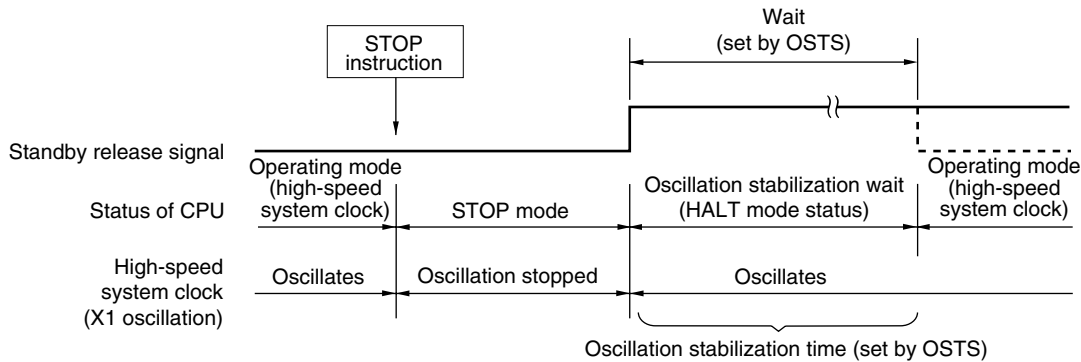 Wait
(set by OSTS)
STOP
instruction
Standby release signal
Operating mode
(high-speed
system clock)
Operating mode
(high-speed
system clock)
Status of CPU
STOP mode
Oscillation stabilization wait
(HALT mode status)
High-speed
system clock
(X1 oscillation)
Oscillates
Oscillation stopped
Oscillates
Oscillation stabilization time (set by OSTS)